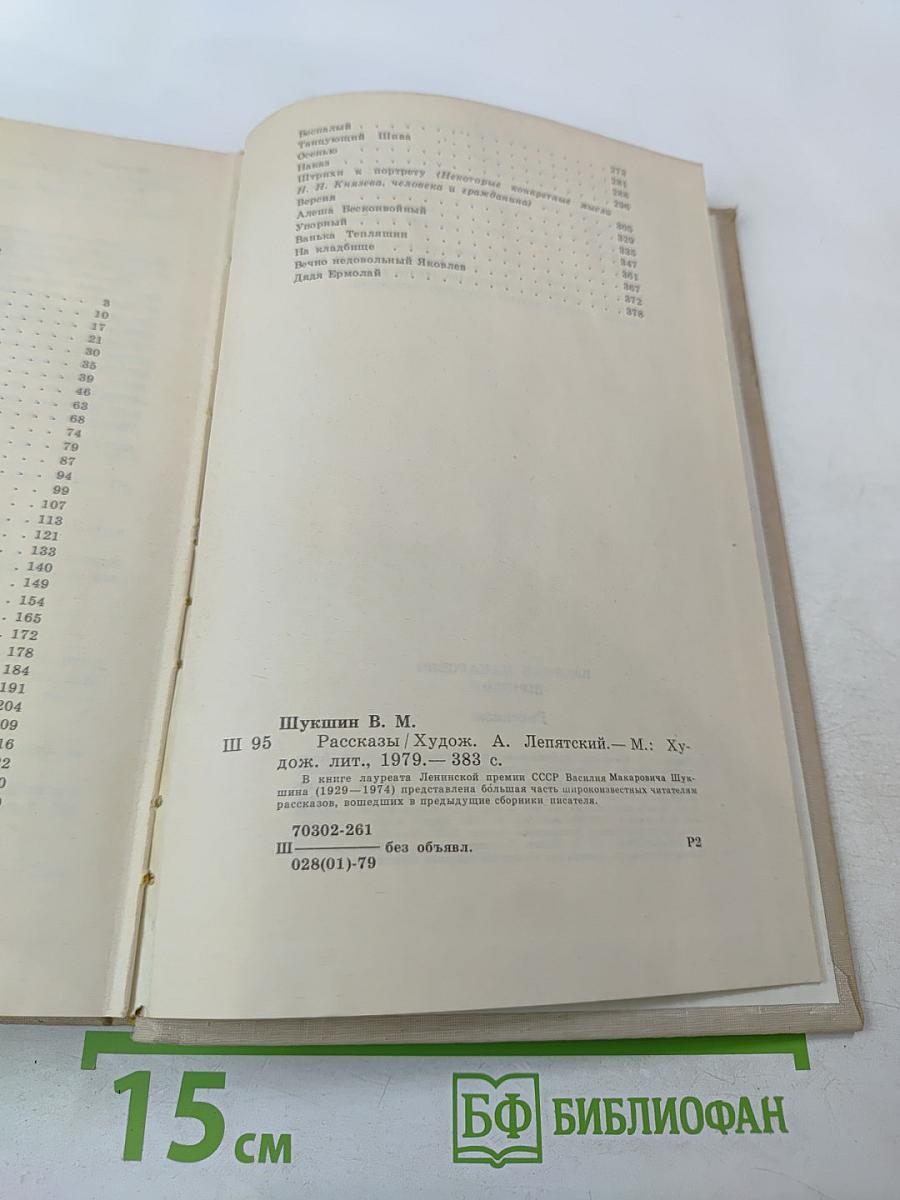 3
10
17
21
30
35
39
46
63
68
74
79
87
94
99
107
113
121
133
140
149
154
165
172
178
184
191
204
Беспалый
Танцующий Шива
Осенью 273
Наказ 281
Штрихи к портрету (Некоторые конкретные мысли 288
Н. Н. Князева, человека и гражданина) 296
Версия
Алеша Бесконвойный 305
Упорный 320
Ванька Тепляшин 335
На кладбище 347
Вечно недовольный Яковлев 361
Дядя Ермолай 367
372
378
Шукшин В. М.
Ш 95 Рассказы/Худож. А. Лепятский.— М.: Ху-
дож. лит., 1979.— 383 с.
В книге лауреата Ленинской премии СССР Василия Макаровича Шук-
шина (1929—1974) представлена бóльшая часть широкоизвестных читателям
рассказов, вошедших в предыдущие сборники писателя.
70302-261
Ш ——— без объявл. Р2
028(01)-79
15 см
БФ БИБЛИОФАН